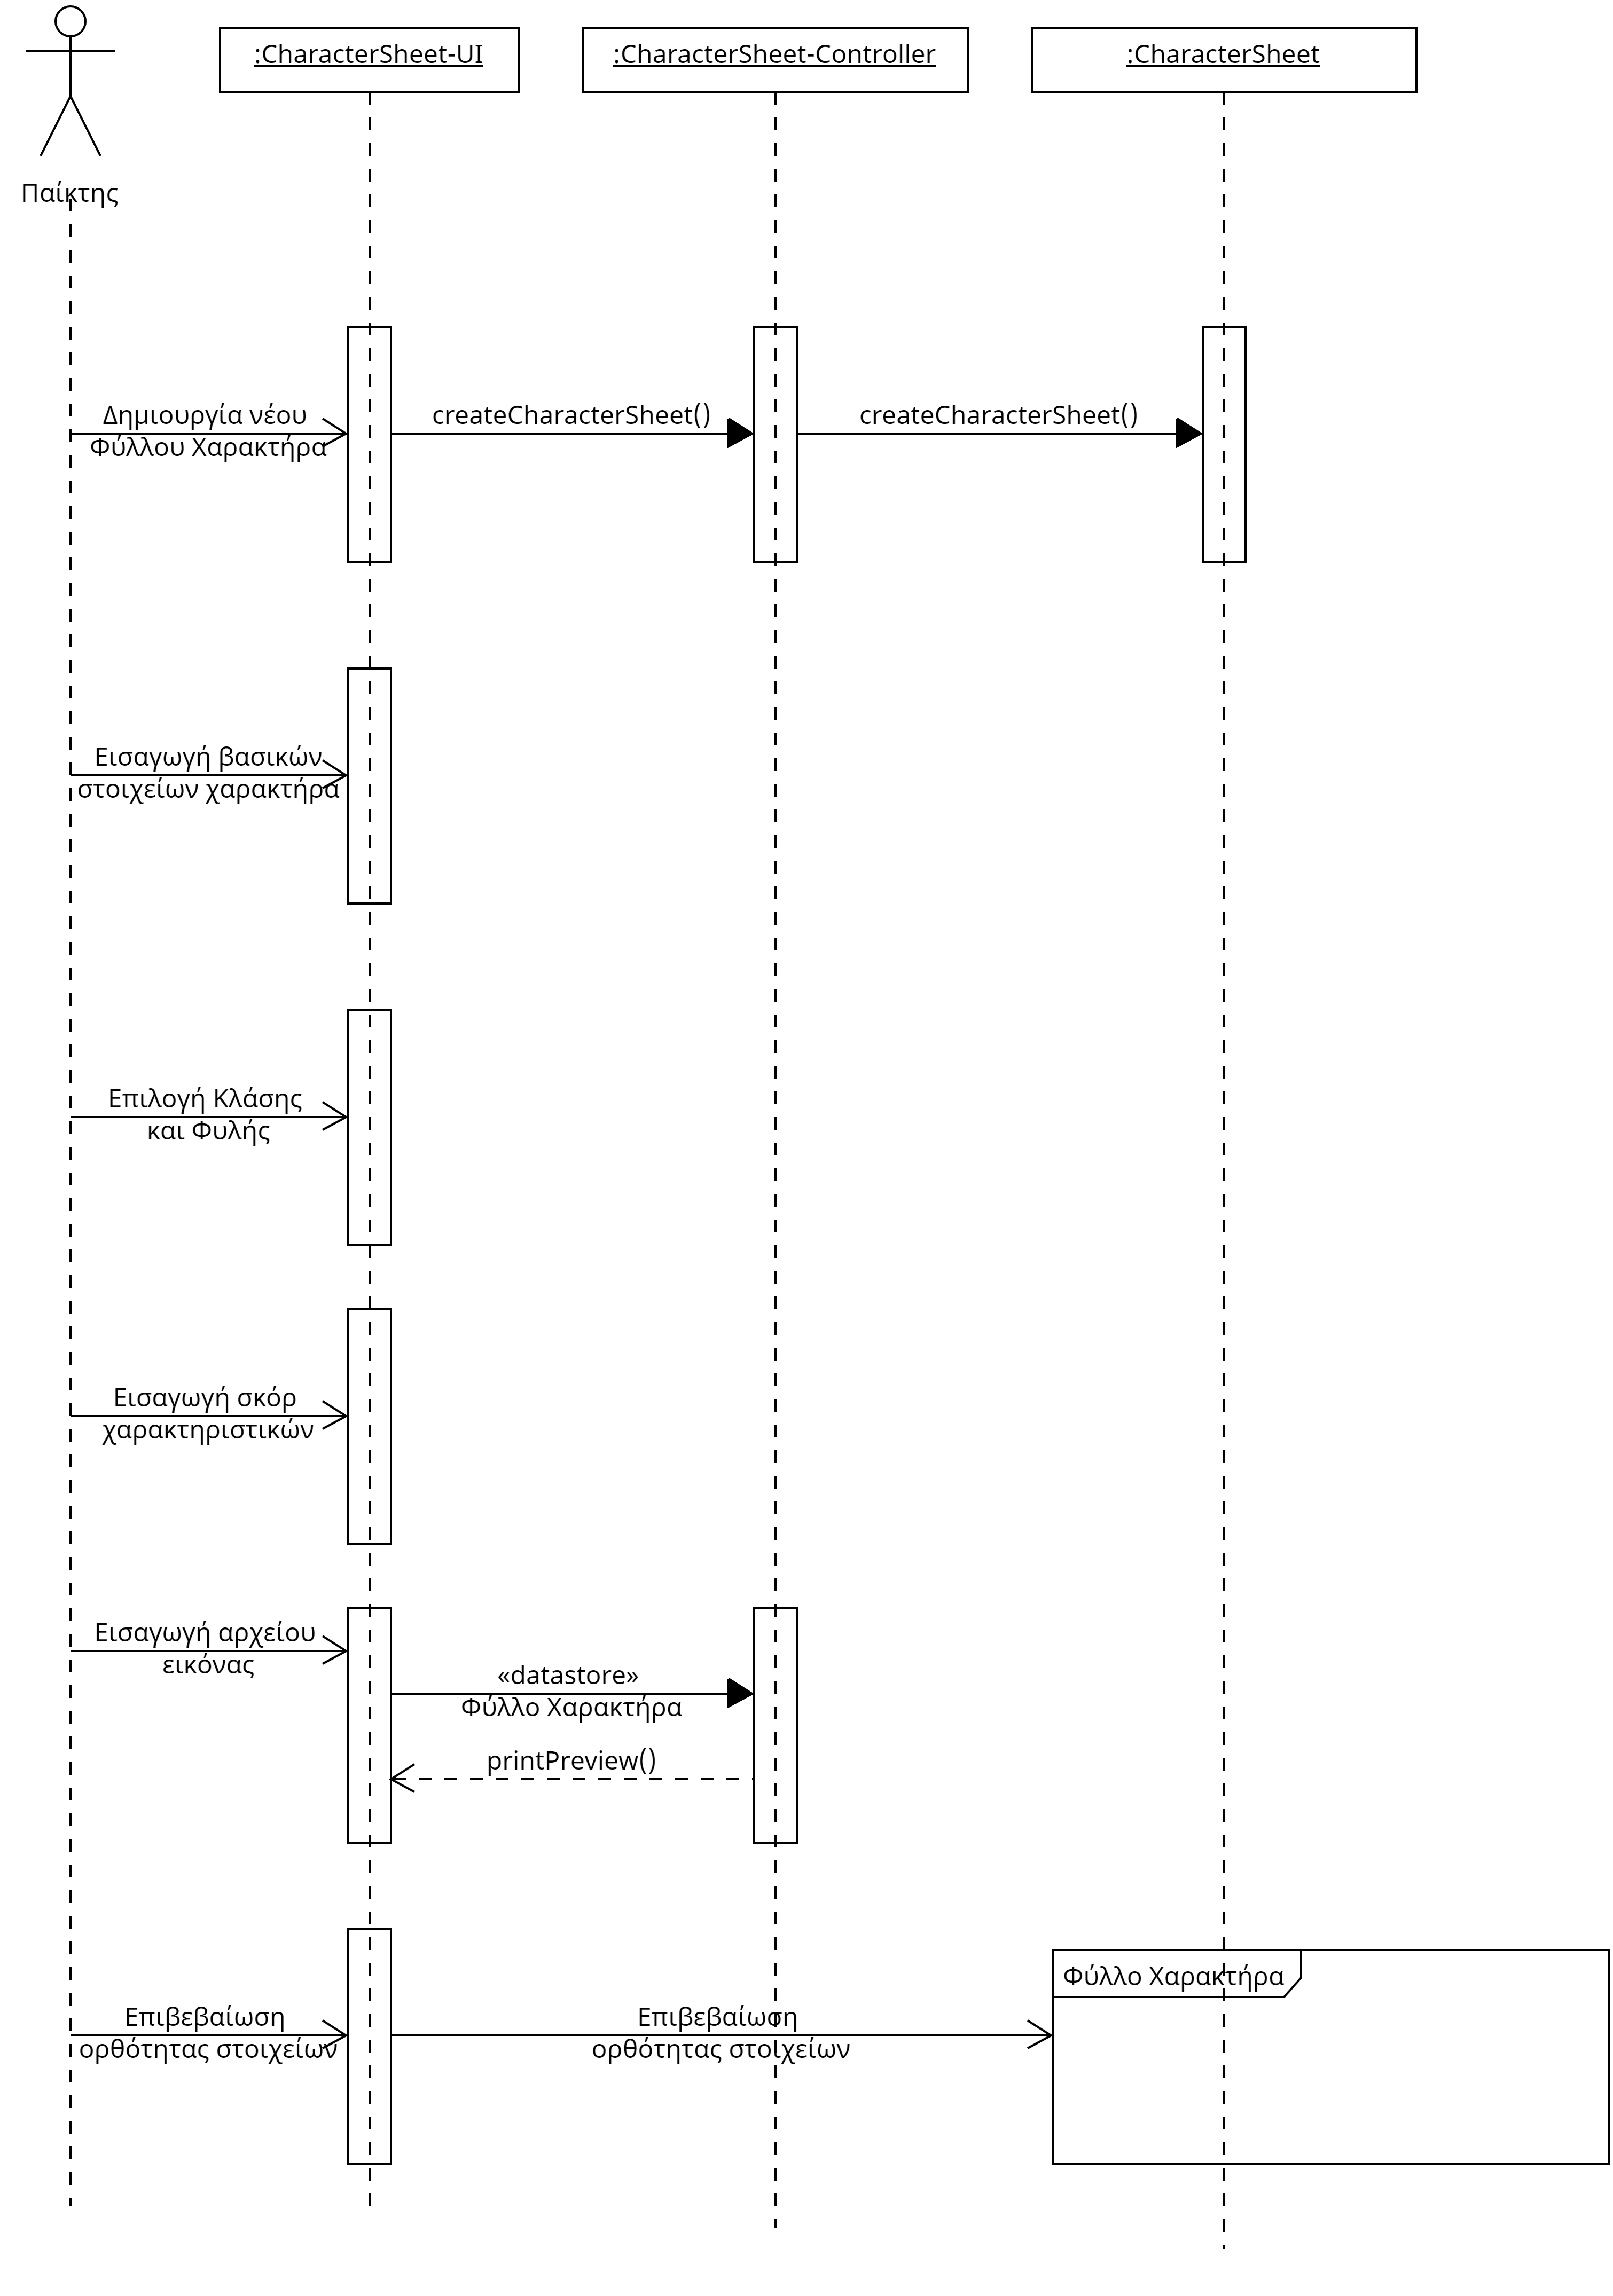 :CharacterSheet-UI
:CharacterSheet-Controller
:CharacterSheet
Παίκτης
Δημιουργία νέου
Φύλλου Χαρακτήρα
createCharacterSheet()
createCharacterSheet()
Εισαγωγή βασικών
στοιχείων χαρακτήρα
Επιλογή Κλάσης
και Φυλής
Εισαγωγή σκόρ
χαρακτηριστικών
Εισαγωγή αρχείου
εικόνας
«datastore»
Φύλλο Χαρακτήρα
printPreview()
Φύλλο Χαρακτήρα
Επιβεβαίωση
ορθότητας στοιχείων
Επιβεβαίωση
ορθότητας στοιχείων